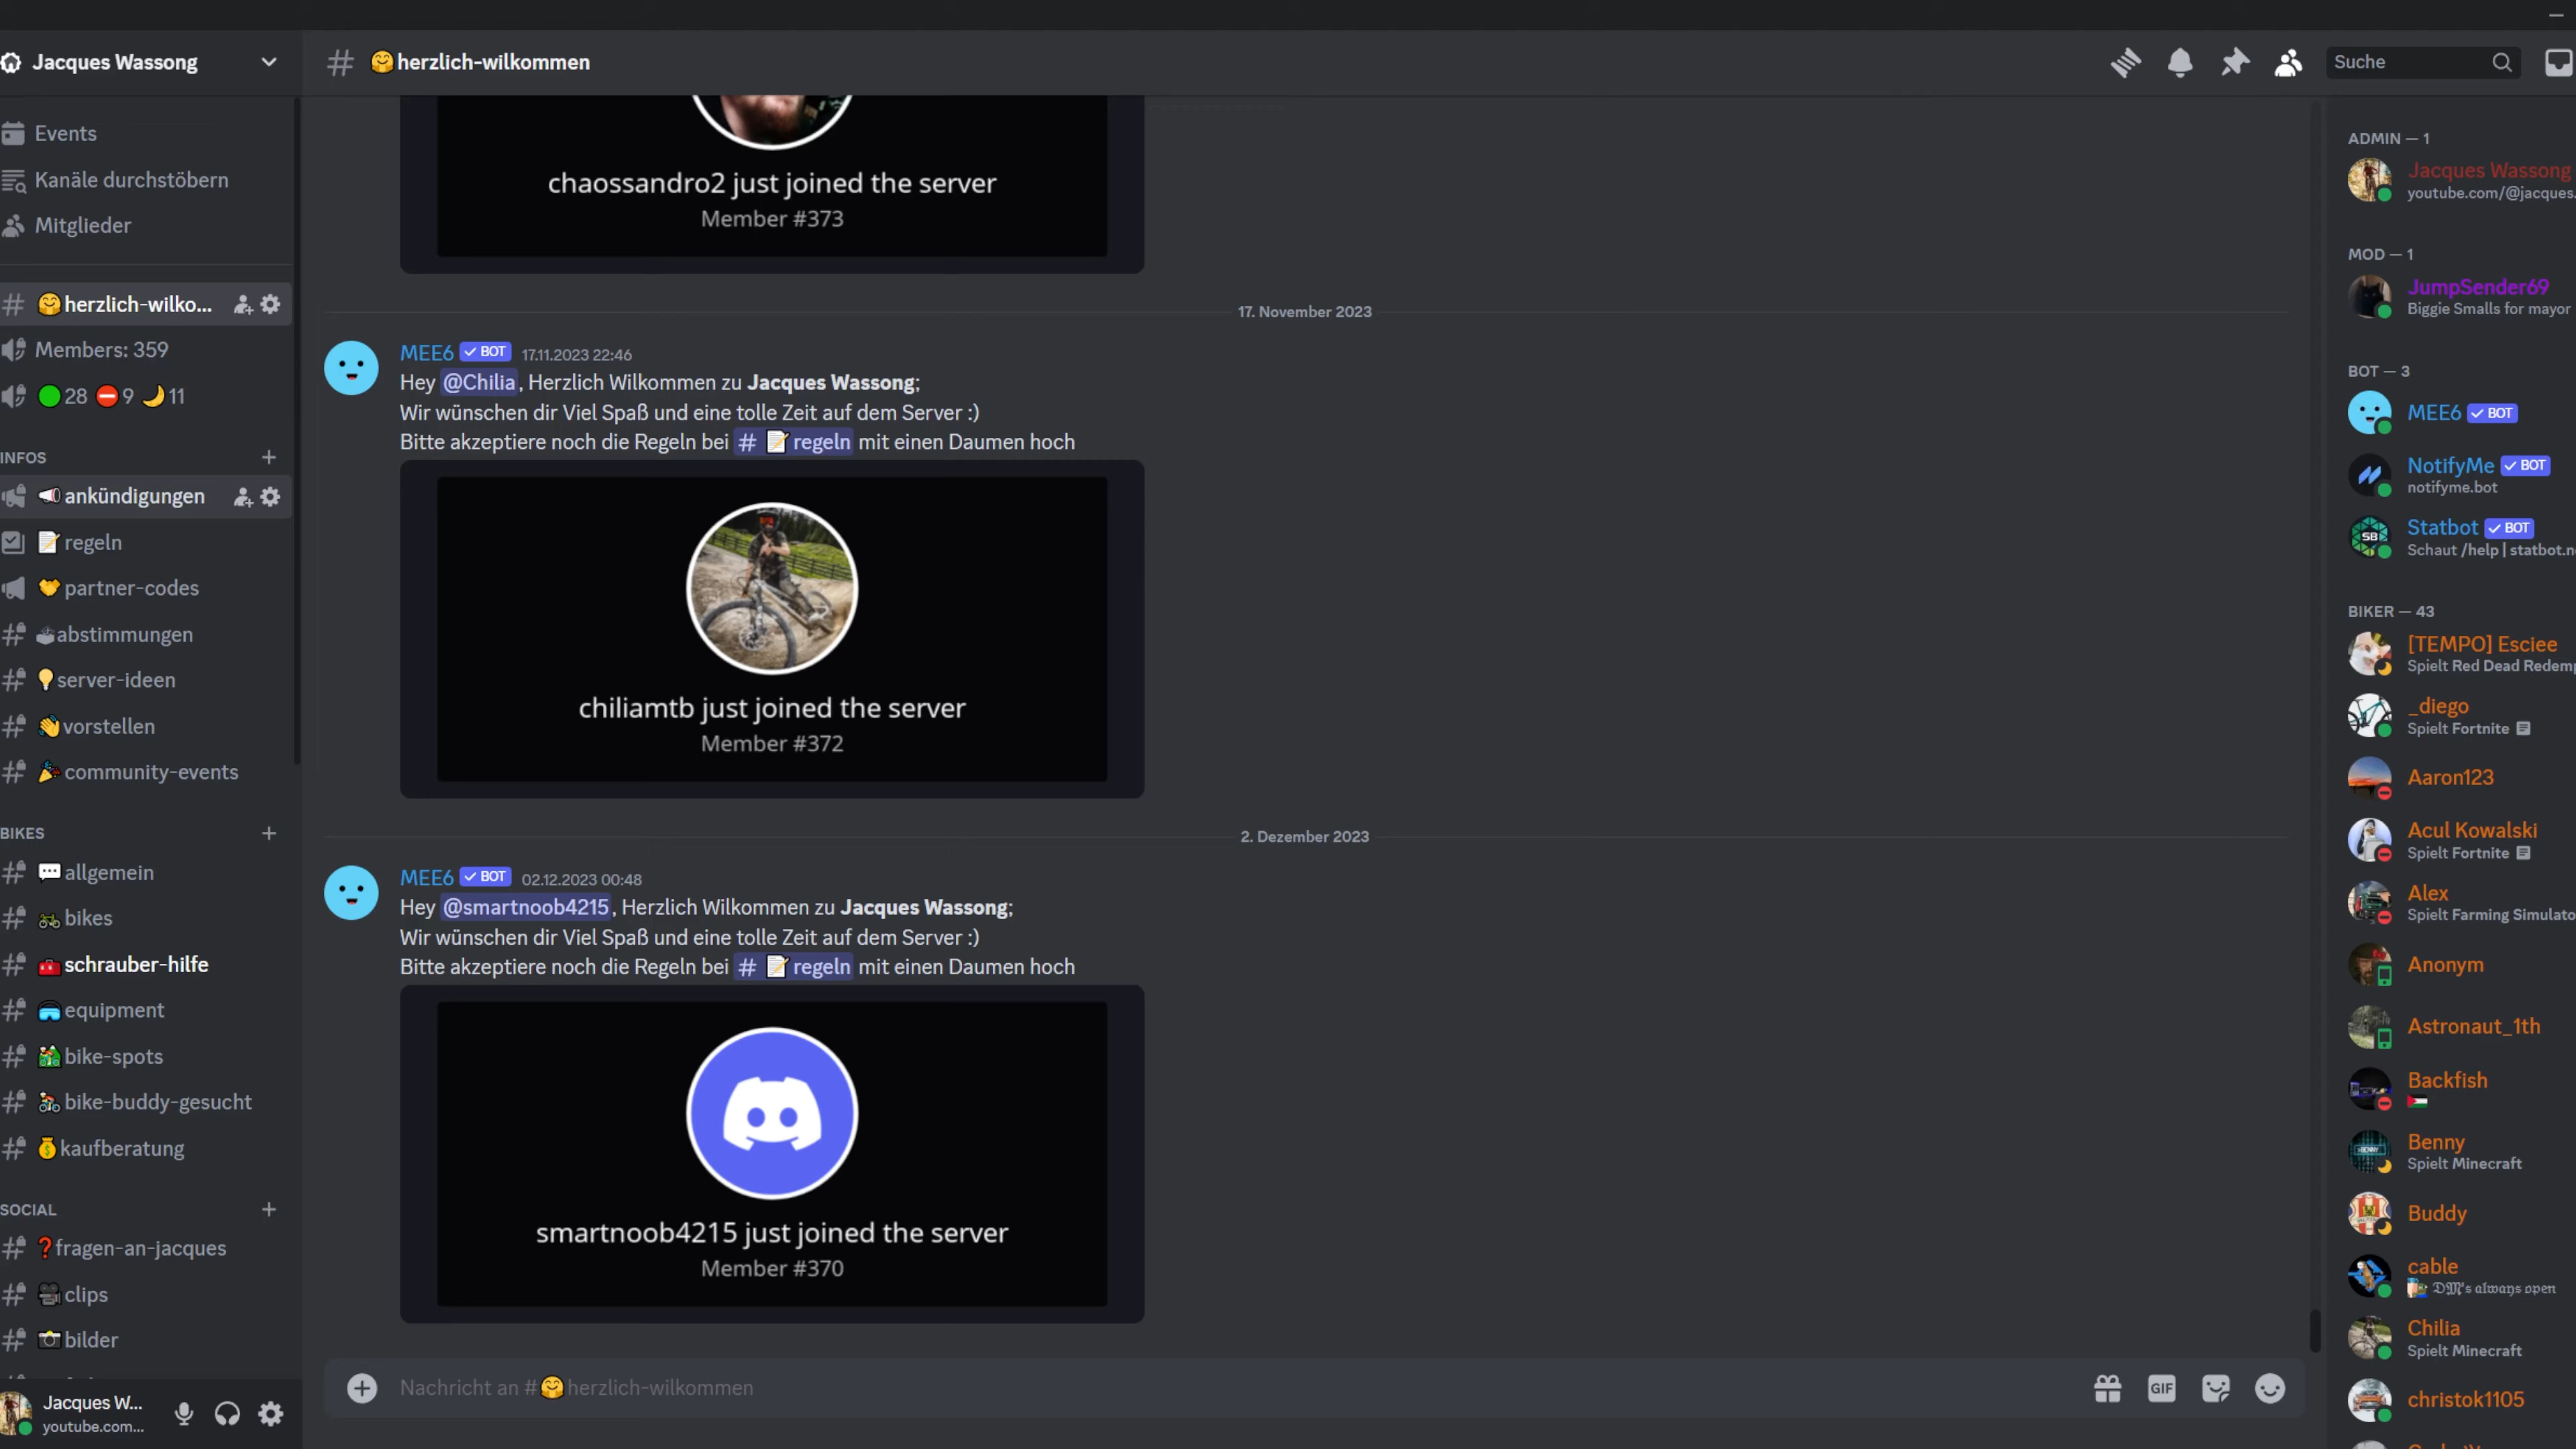 Jacques Wassong
Events
Kanäle durchstöbern
Mitglieder
herzlich-wilko...
Members: 359
28 9 11
INFOS
ankündigungen
regeln
partner-codes
abstimmungen
server-ideen
vorstellen
community-events
BIKES
allgemein
bikes
schrauber-hilfe
equipment
bike-spots
bike-buddy-gesucht
kaufberatung
SOCIAL
fragen-an-jacques
clips
bilder
Jacques W...
youtube.com...
# herzlich-wilkommen
Suche
chaossandro2 just joined the server
Member #373
17. November 2023
MEE6 BOT 17.11.2023 22:46
Hey @Chilia, Herzlich Wilkommen zu Jacques Wassong;
Wir wünschen dir Viel Spaß und eine tolle Zeit auf dem Server :)
Bitte akzeptiere noch die Regeln bei # regeln mit einen Daumen hoch
chiliamtb just joined the server
Member #372
2. Dezember 2023
MEE6 BOT 02.12.2023 00:48
Hey @smartnoob4215, Herzlich Wilkommen zu Jacques Wassong;
Wir wünschen dir Viel Spaß und eine tolle Zeit auf dem Server :)
Bitte akzeptiere noch die Regeln bei # regeln mit einen Daumen hoch
smartnoob4215 just joined the server
Member #370
Nachricht an # herzlich-wilkommen
GIF
ADMIN — 1
Jacques Wassong
youtube.com/@jacques.
MOD — 1
JumpSender69
Biggie Smalls for mayor
BOT — 3
MEE6 BOT
NotifyMe BOT
notifyme.bot
SB
Statbot BOT
Schaut /help | statbot.n
BIKER — 43
[TEMPO] Esciee
Spielt Red Dead Redemp
_diego
Spielt Fortnite
Aaron123
Acul Kowalski
Spielt Fortnite
Alex
Spielt Farming Simulato
Anonym
Astronaut_1th
Backfish
Benny
Spielt Minecraft
Buddy
cable
𝔇𝔐's always open
Chilia
Spielt Minecraft
christok1105